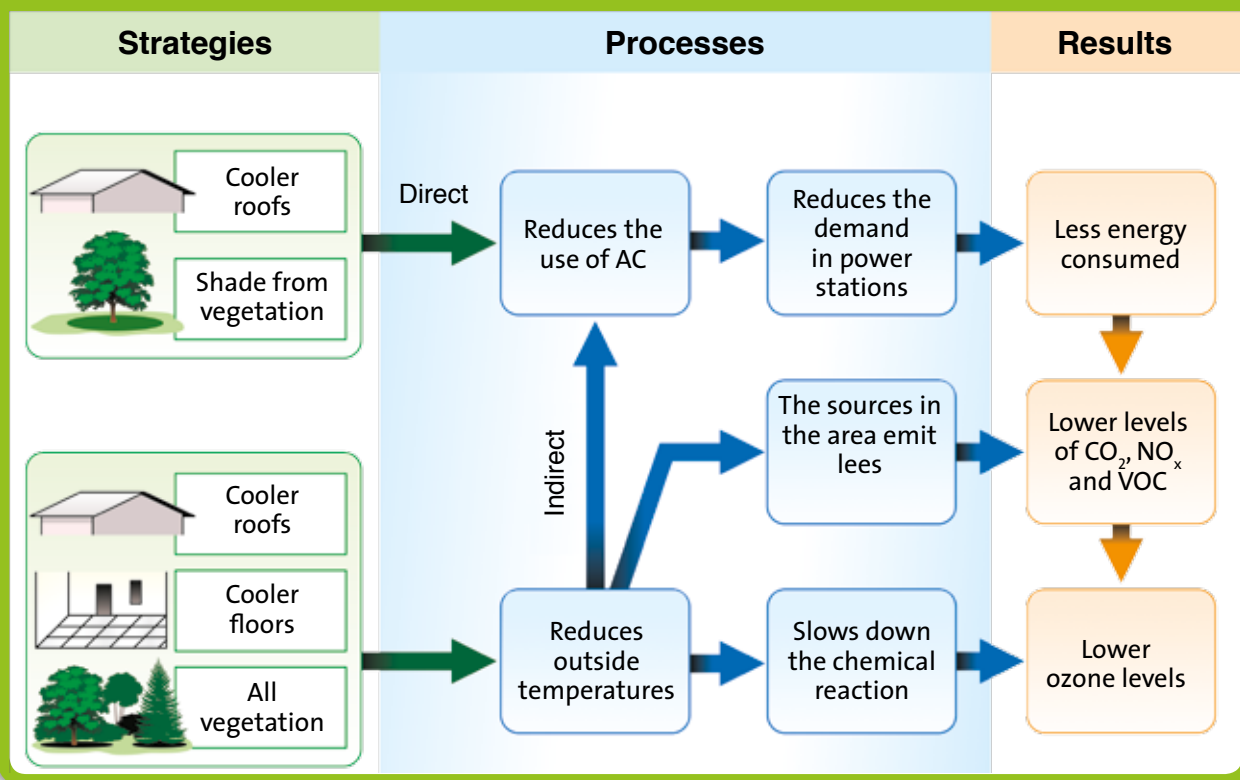 Strategies
Processes
Results
Cooler
roofs
Shade from
vegetation
Direct
Reduces the
use of AC
Reduces the
demand
in power
stations
Less energy
consumed
Indirect
The sources in
the area emit
lees
Lower levels
of CO₂, NOₓ
and VOC
Cooler
roofs
Cooler
floors
All
vegetation
Reduces
outside
temperatures
Slows down
the chemical
reaction
Lower
ozone levels